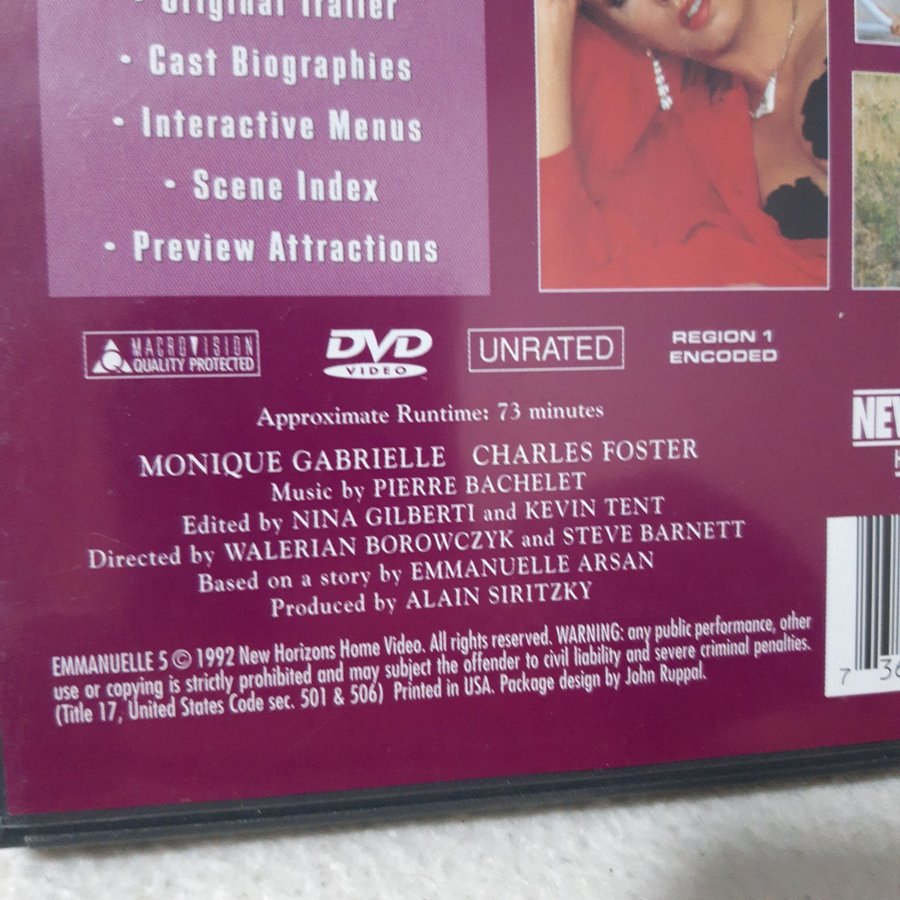 • Original Trailer
• Cast Biographies
• Interactive Menus
• Scene Index
• Preview Attractions
MACROVISION
QUALITY PROTECTED
DVD
VIDEO
UNRATED
REGION 1
ENCODED
Approximate Runtime: 73 minutes
MONIQUE GABRIELLE CHARLES FOSTER
Music by PIERRE BACHELET
Edited by NINA GILBERTI and KEVIN TENT
Directed by WALERIAN BOROWCZYK and STEVE BARNETT
Based on a story by EMMANUELLE ARSAN
Produced by ALAIN SIRITZKY
EMMANUELLE 5 © 1992 New Horizons Home Video. All rights reserved. WARNING: any public performance, other
use or copying is strictly prohibited and may subject the offender to civil liability and severe criminal penalties.
(Title 17, United States Code sec. 501 & 506) Printed in USA. Package design by John Ruppal.
7